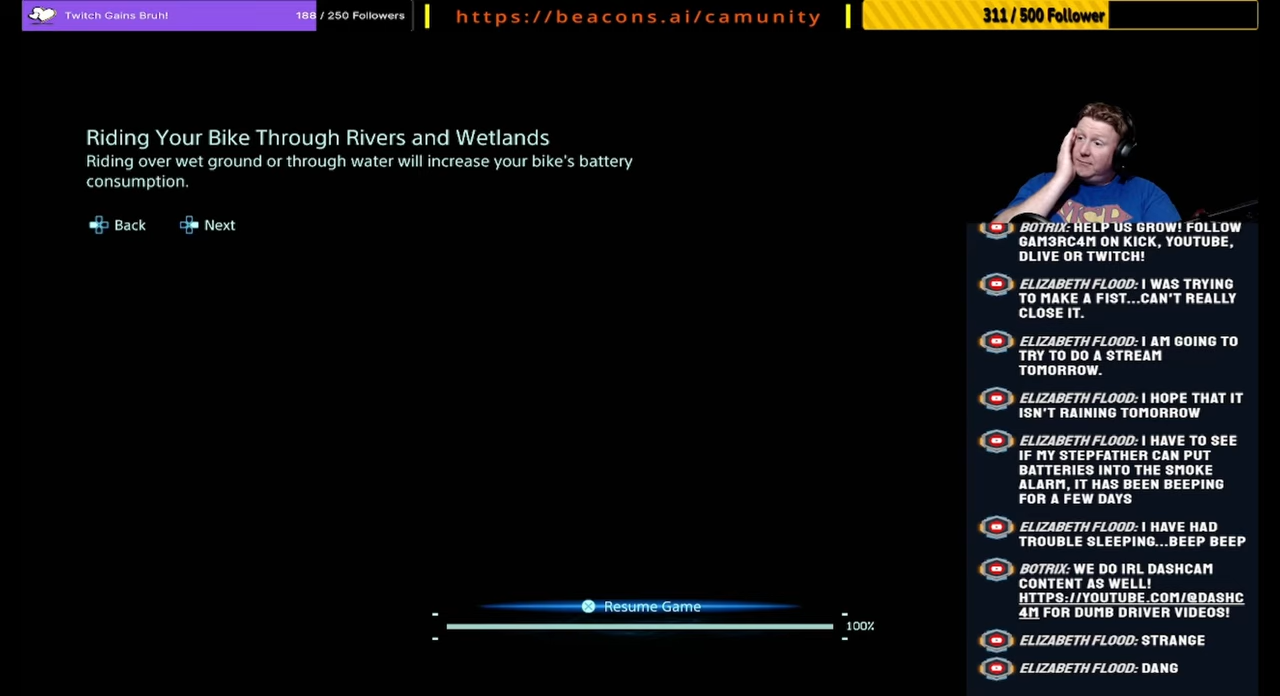 Twitch Gains Bruh!
188 / 250 Followers
https://beacons.ai/camunity
311 / 500 Follower
Riding Your Bike Through Rivers and Wetlands
Riding over wet ground or through water will increase your bike's battery
consumption.
Back
Next
BOTRIX: HELP US GROW! FOLLOW
GAM3RC4M ON KICK, YOUTUBE,
DLIVE OR TWITCH!
ELIZABETH FLOOD: I WAS TRYING
TO MAKE A FIST...CAN'T REALLY
CLOSE IT.
ELIZABETH FLOOD: I AM GOING TO
TRY TO DO A STREAM
TOMORROW.
ELIZABETH FLOOD: I HOPE THAT IT
ISN'T RAINING TOMORROW
ELIZABETH FLOOD: I HAVE TO SEE
IF MY STEPFATHER CAN PUT
BATTERIES INTO THE SMOKE
ALARM, IT HAS BEEN BEEPING
FOR A FEW DAYS
ELIZABETH FLOOD: I HAVE HAD
TROUBLE SLEEPING...BEEP BEEP
BOTRIX: WE DO IRL DASHCAM
CONTENT AS WELL!
HTTPS://YOUTUBE.COM/@DASHC
4M FOR DUMB DRIVER VIDEOS!
ELIZABETH FLOOD: STRANGE
ELIZABETH FLOOD: DANG
Resume Game
100%